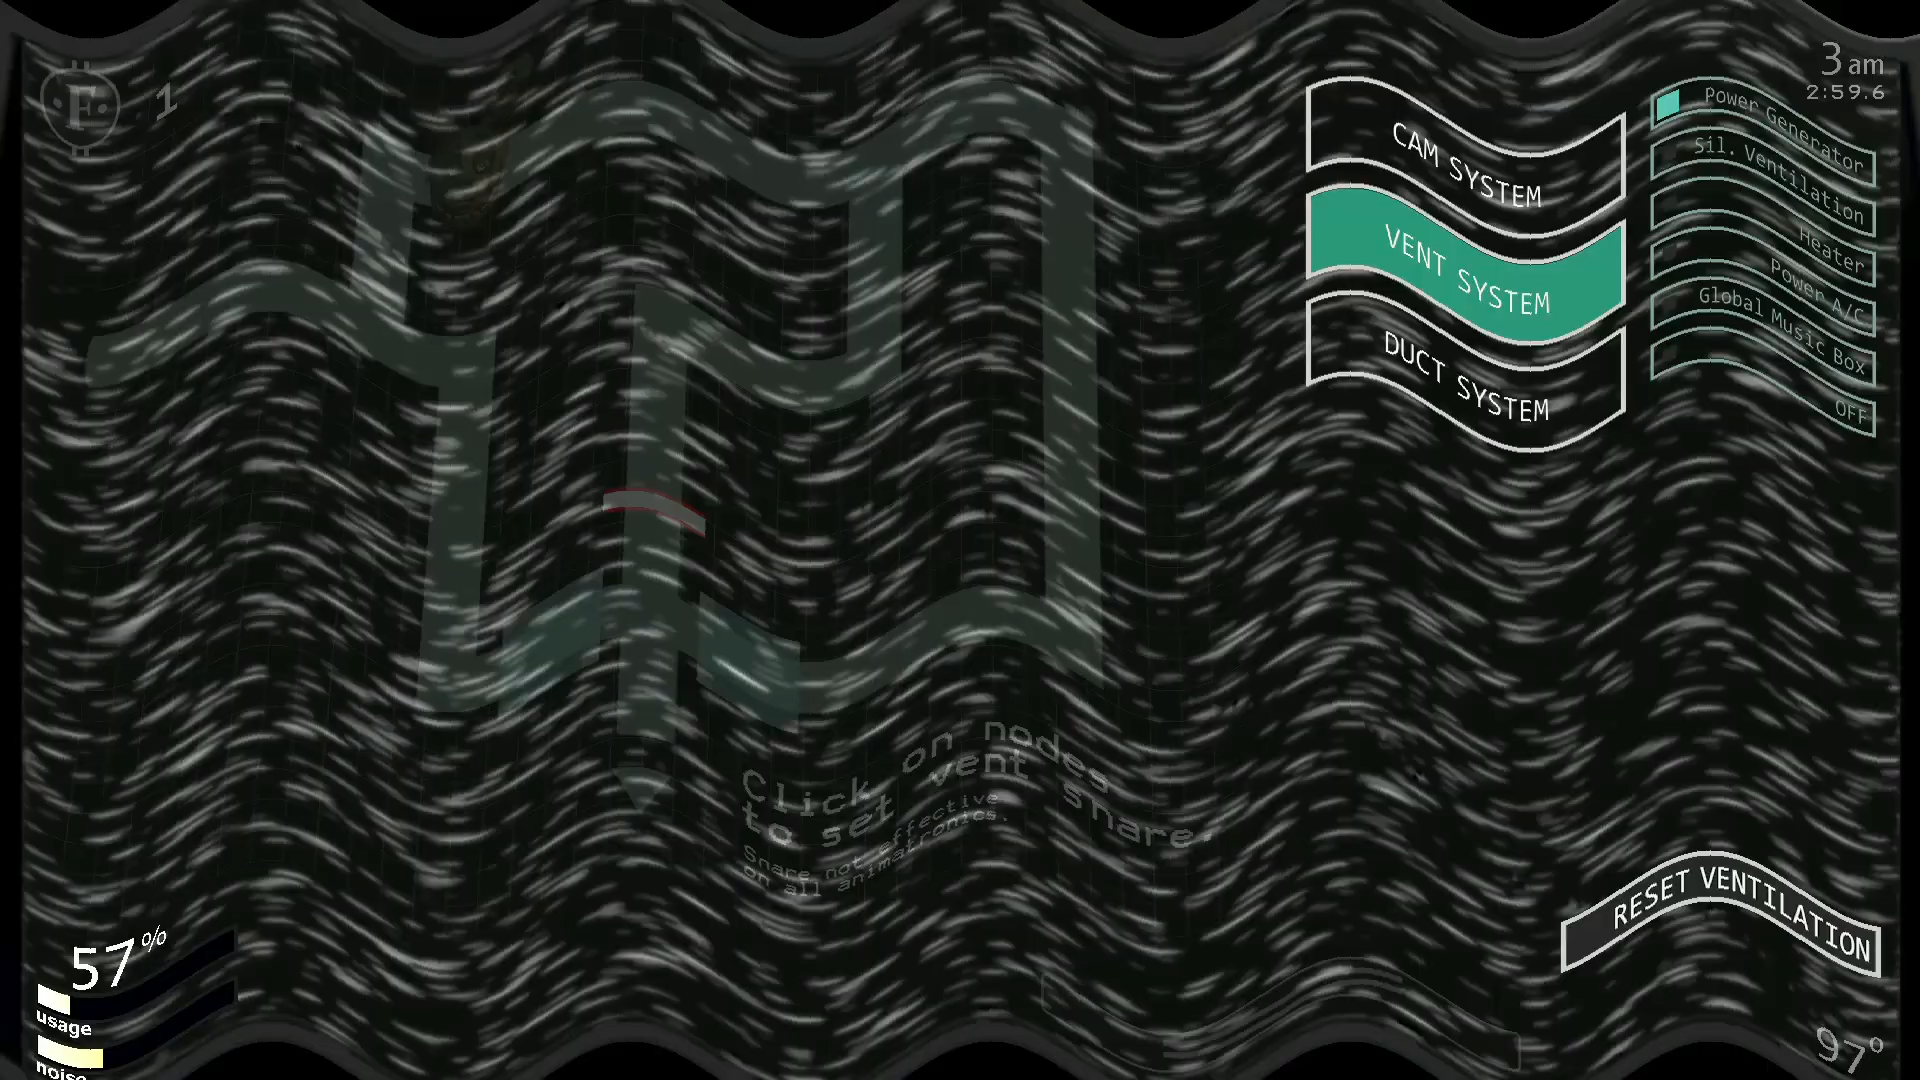 F 1
3 am
2:59.6
CAM SYSTEM
VENT SYSTEM
DUCT SYSTEM
Power Generator
Sil. Ventilation
Heater
Power A/C
Global Music Box
OFF
Click on nodes
to set vent snare.
Snare not effective
on all animatronics.
RESET VENTILATION
57%
usage
noise
97°